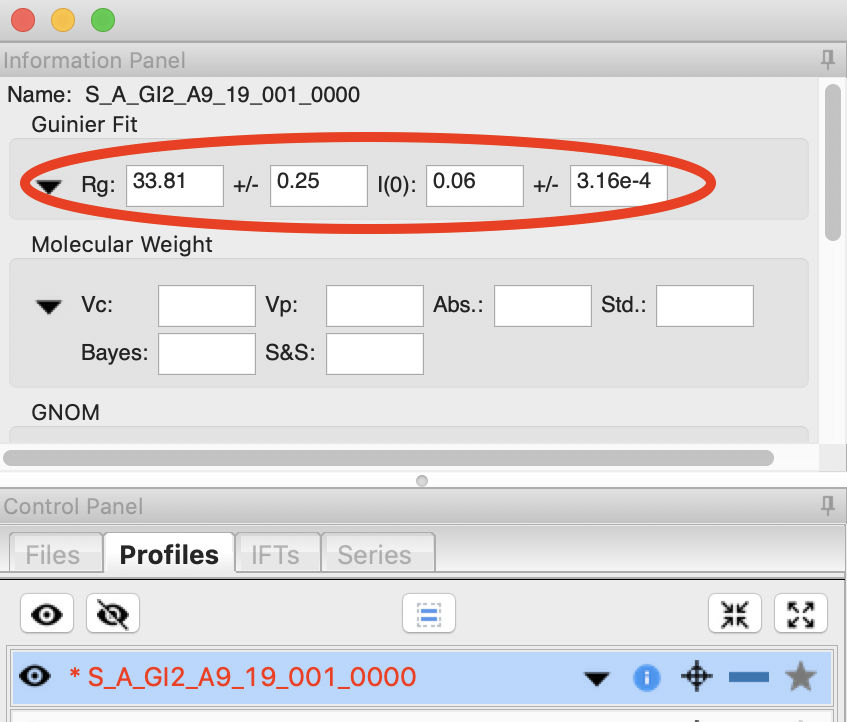 Information Panel
Name: S_A_GI2_A9_19_001_0000
Guinier Fit
Rg: 33.81 +/- 0.25 I(0): 0.06 +/- 3.16e-4
Molecular Weight
Vc: Vp: Abs.: Std.:
Bayes: S&S:
GNOM
Control Panel
Files Profiles IFTs Series
* S_A_GI2_A9_19_001_0000